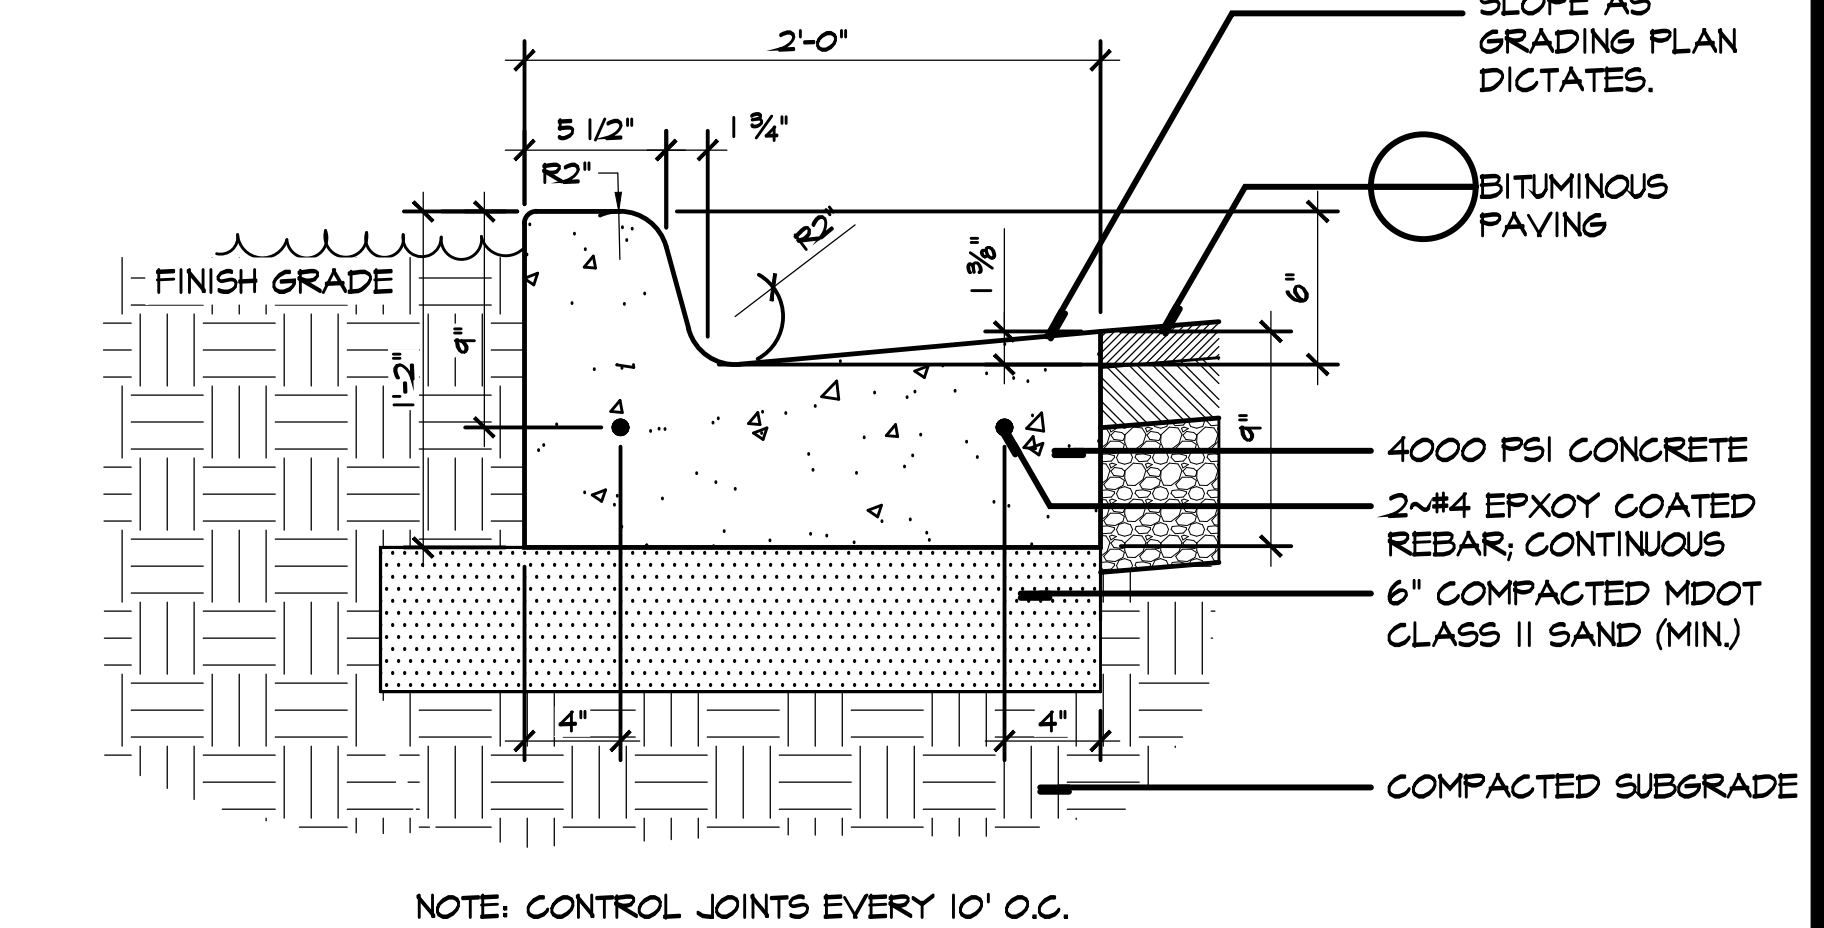 SLOPE AS
GRADING PLAN
DICTATES.
2'-0"
5 1/2"
1 3/4"
R2"
BITUMINOUS
PAVING
R2"
1 3/8"
6"
FINISH GRADE
9"
1'-2"
9"
4000 PSI CONCRETE
2~#4 EPXOY COATED
REBAR; CONTINUOUS
6" COMPACTED MDOT
CLASS II SAND (MIN.)
4"
4"
COMPACTED SUBGRADE
NOTE: CONTROL JOINTS EVERY 10' O.C.